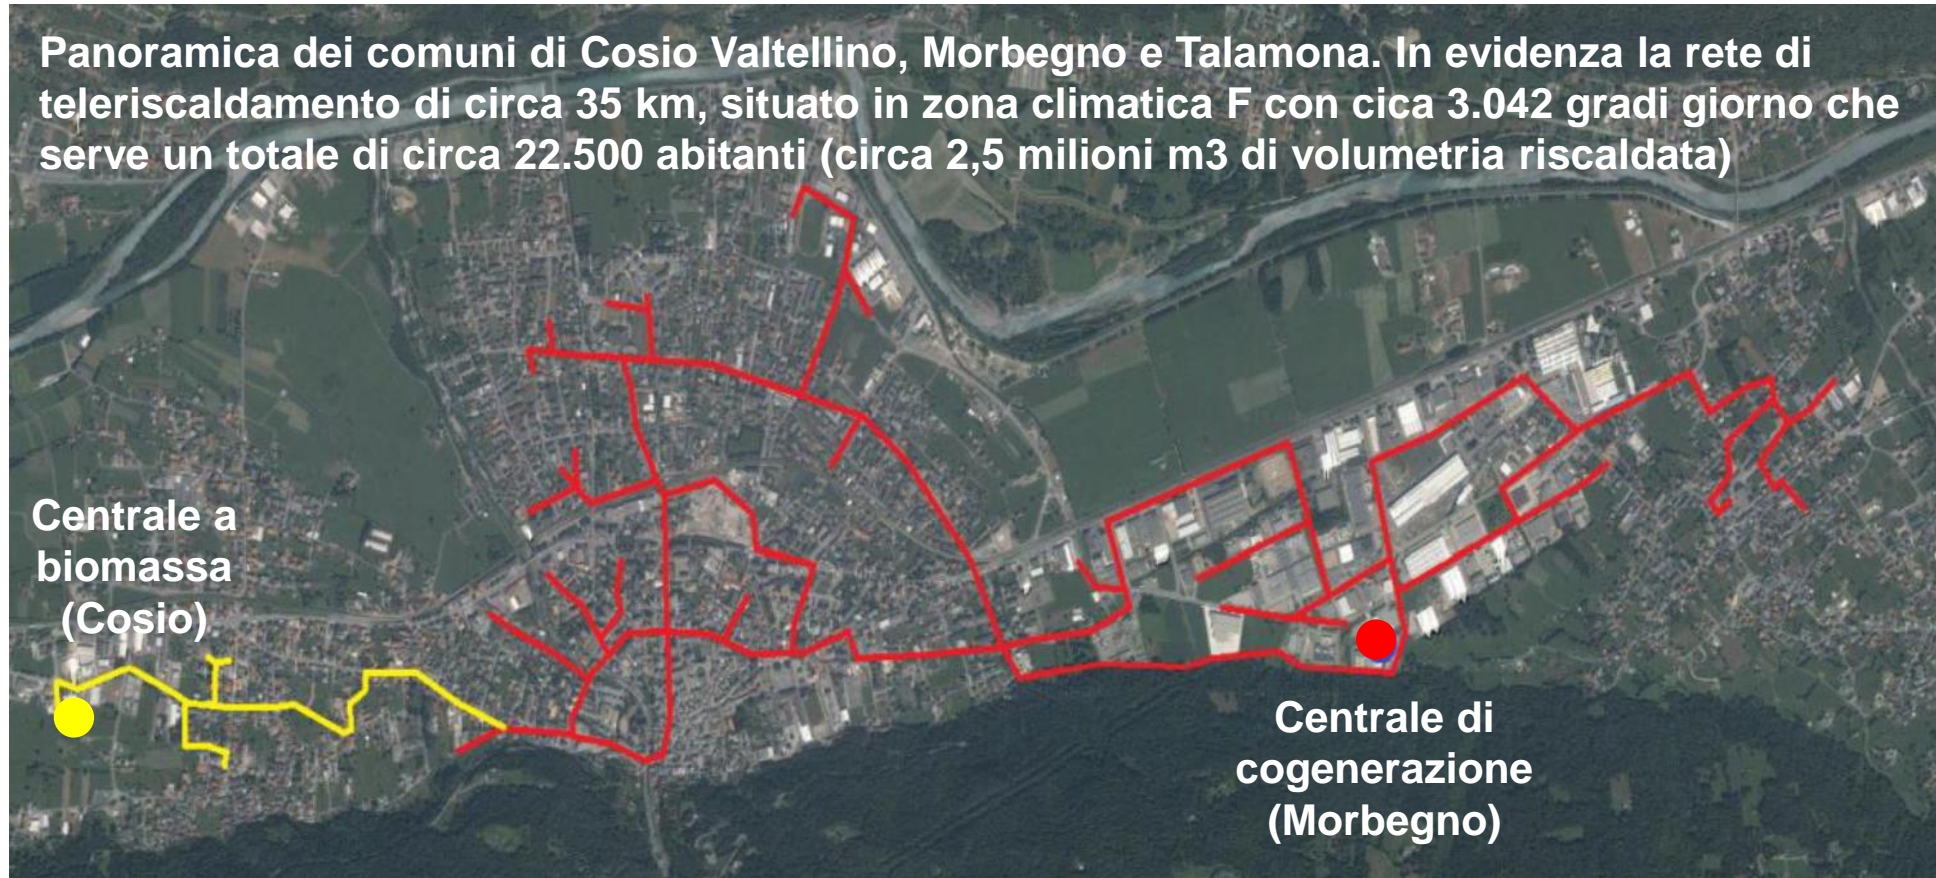 Panoramica dei comuni di Cosio Valtellino, Morbegno e Talamona. In evidenza la rete di
teleriscaldamento di circa 35 km, situato in zona climatica F con cica 3.042 gradi giorno che
serve un totale di circa 22.500 abitanti (circa 2,5 milioni m3 di volumetria riscaldata)
Centrale a
biomassa
(Cosio)
Centrale di
cogenerazione
(Morbegno)